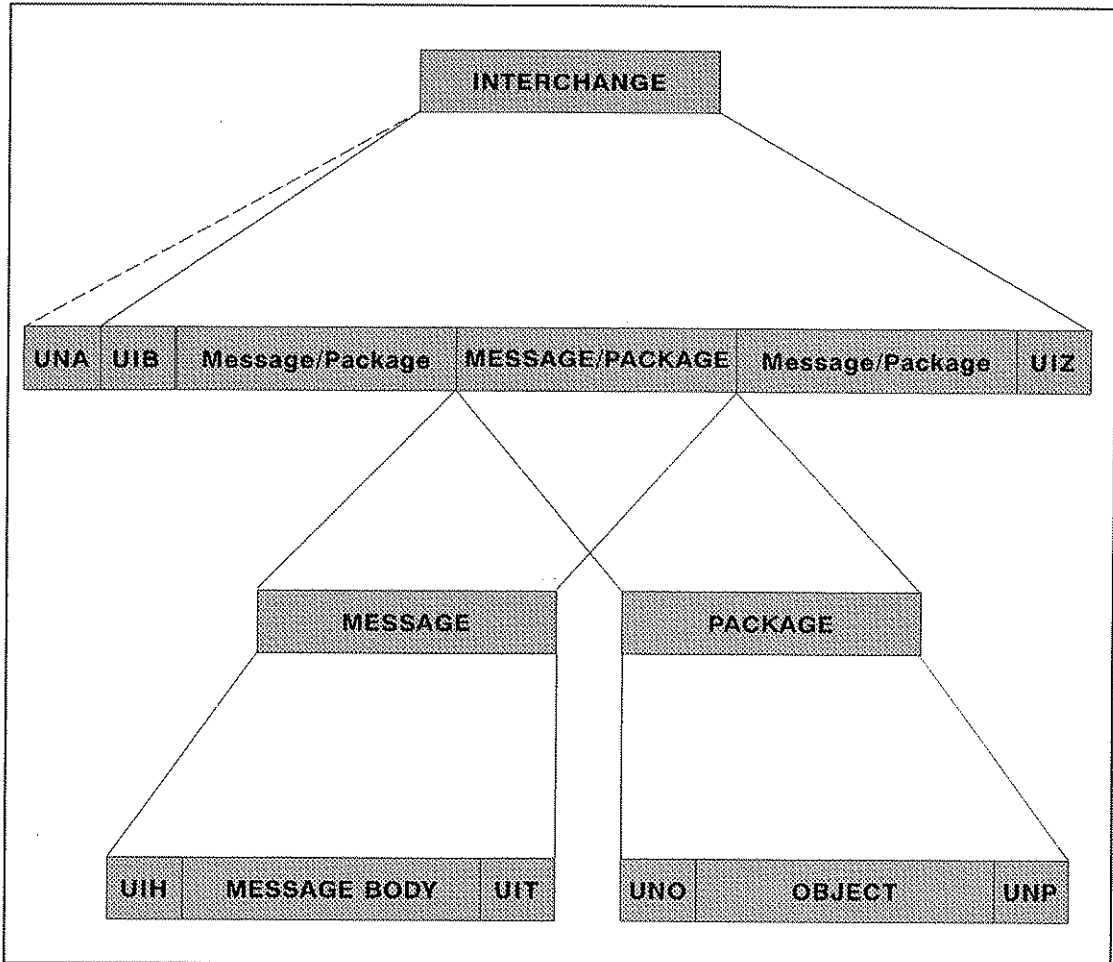 INTERCHANGE
UNA UIB Message/Package MESSAGE/PACKAGE Message/Package UIZ
MESSAGE PACKAGE
UIH MESSAGE BODY UIT UNO OBJECT UNP